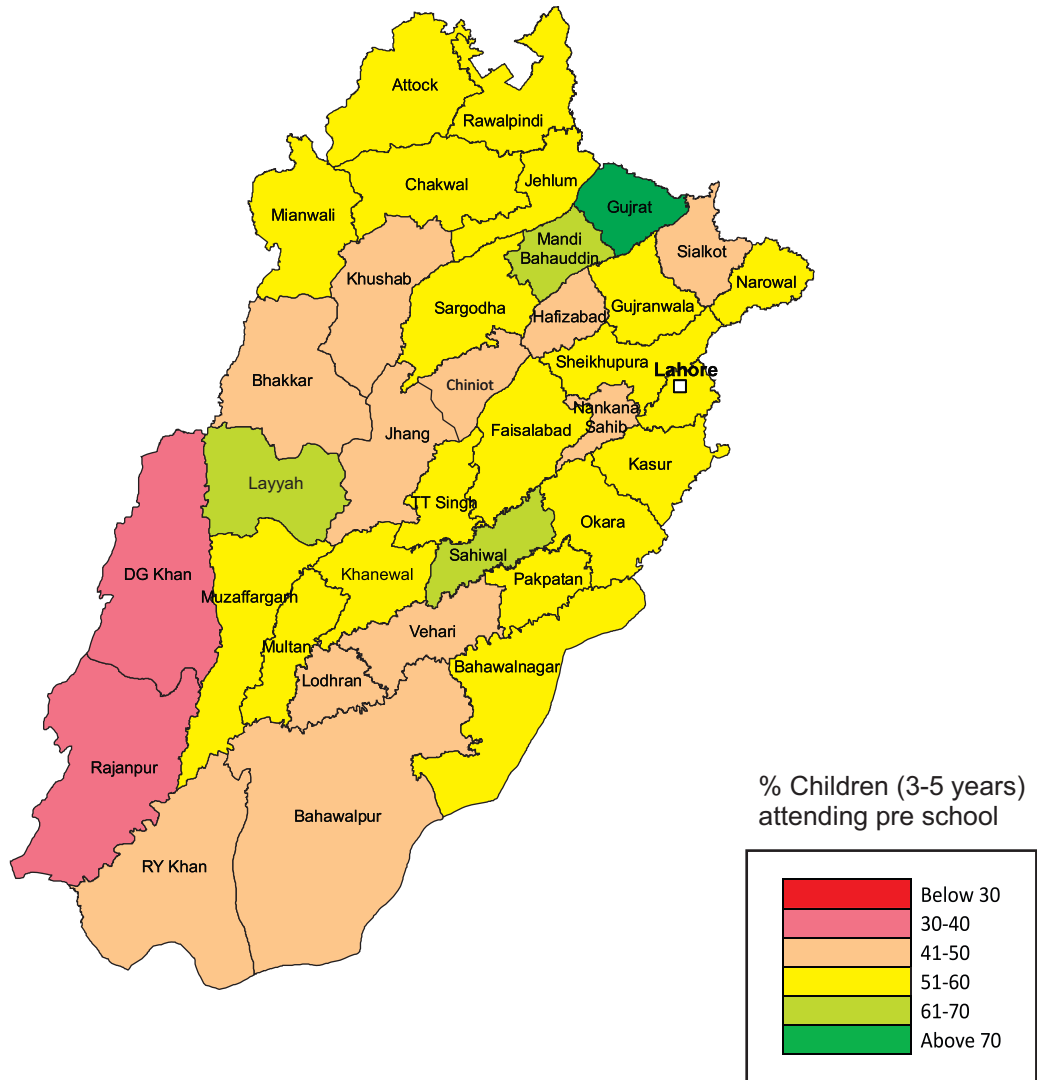 Attock
Rawalpindi
Chakwal
Jehlum
Mianwali
Gujrat
Mandi
Bahauddin
Sialkot
Khushab
Narowal
Sargodha
Gujranwala
Hafizabad
Sheikhupura
Lahore
Bhakkar
Chiniot
Nankana
Sahib
Jhang
Faisalabad
Kasur
Layyah
TT Singh
Okara
Sahiwal
DG Khan
Khanewal
Pakpatan
Muzaffargarh
Vehari
Multan
Bahawalnagar
Lodhran
Rajanpur
Bahawalpur
RY Khan
% Children (3-5 years)
attending pre school
Below 30
30-40
41-50
51-60
61-70
Above 70